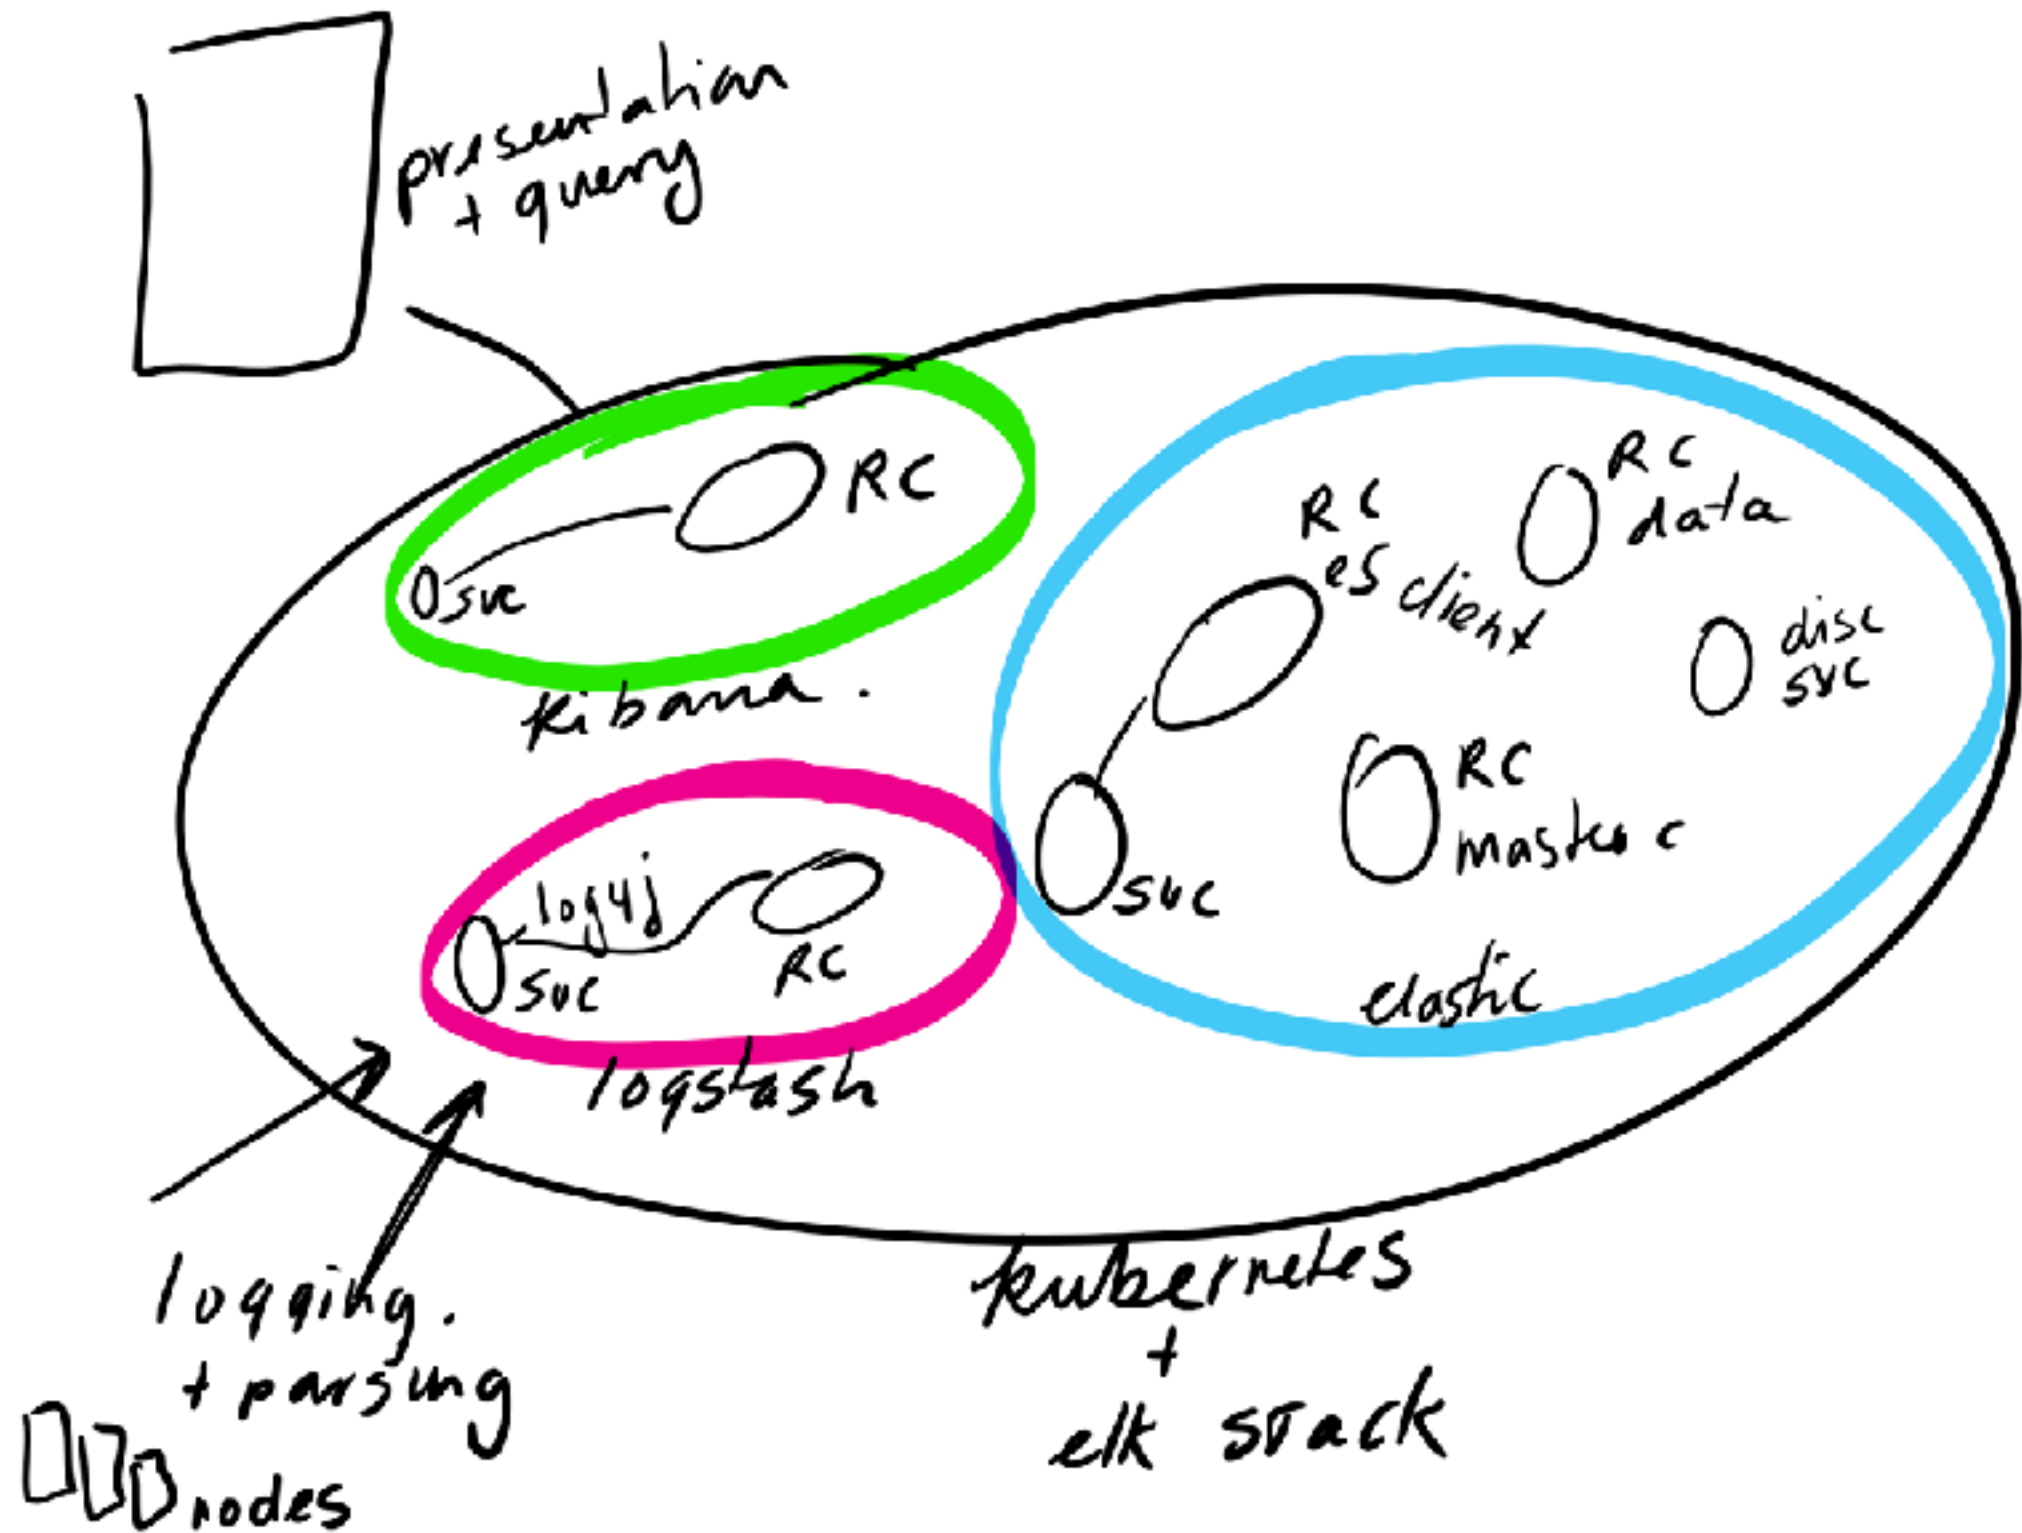 presentation
+ query
RC
svc
kibana.
RC
es client
RC
data
disc
svc
RC
master c
svc
elastic
log4j
svc
RC
logstash
logging.
+ parsing
nodes
kubernetes
+
elk stack